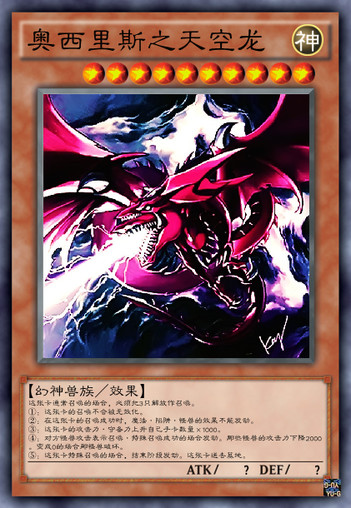 奥西里斯之天空龙
神
【幻神兽族／效果】
这张卡通常召唤的场合，必须把3只解放作召唤。
①：这张卡的召唤不会被无效化。
②：在这张卡的召唤成功时，魔法·陷阱·怪兽的效果不能发动。
③：这张卡的攻击力·守备力上升自己手卡数量×1000。
④：对方怪兽攻击表示召唤·特殊召唤成功的场合发动。那些怪兽的攻击力下降2000
，变成0的场合那怪兽破坏。
⑤：这张卡特殊召唤的场合，结束阶段发动。这张卡送去墓地。
ATK/ ? DEF/ ?
YU-G